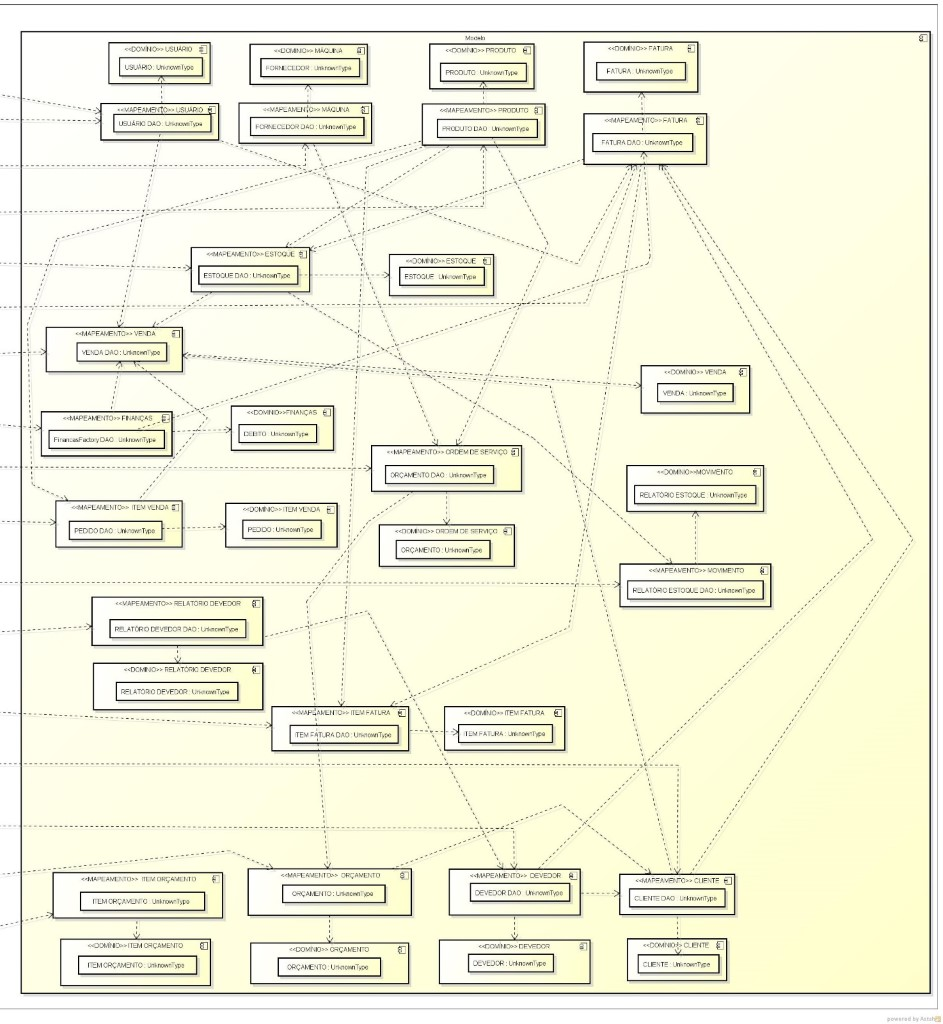 Modelo
<<DOMÍNIO>> USUÁRIO
USUÁRIO : UnknownType
<<DOMÍNIO>> MÁQUINA
FORNECEDOR : UnknownType
<<DOMÍNIO>> PRODUTO
PRODUTO : UnknownType
<<DOMÍNIO>> FATURA
FATURA : UnknownType
<<MAPEAMENTO>> USUÁRIO
USUÁRIO DAO : UnknownType
<<MAPEAMENTO>> MÁQUINA
FORNECEDOR DAO : UnknownType
<<MAPEAMENTO>> PRODUTO
PRODUTO DAO : UnknownType
<<MAPEAMENTO>> FATURA
FATURA DAO : UnknownType
<<MAPEAMENTO>> ESTOQUE
ESTOQUE DAO : UnknownType
<<DOMÍNIO>> ESTOQUE
ESTOQUE : UnknownType
<<MAPEAMENTO>> VENDA
VENDA DAO : UnknownType
<<DOMÍNIO>> VENDA
VENDA : UnknownType
<<MAPEAMENTO>> FINANÇAS
FinancasFactory DAO : UnknownType
<<DOMÍNIO>> FINANÇAS
DEBITO : UnknownType
<<MAPEAMENTO>> ORDEM DE SERVIÇO
ORÇAMENTO DAO : UnknownType
<<DOMÍNIO>> MOVIMENTO
RELATÓRIO ESTOQUE : UnknownType
<<MAPEAMENTO>> ITEM VENDA
PEDIDO DAO : UnknownType
<<DOMÍNIO>> ITEM VENDA
PEDIDO : UnknownType
<<DOMÍNIO>> ORDEM DE SERVIÇO
ORÇAMENTO : UnknownType
<<MAPEAMENTO>> MOVIMENTO
RELATÓRIO ESTOQUE DAO : UnknownType
<<MAPEAMENTO>> RELATÓRIO DEVEDOR
RELATÓRIO DEVEDOR DAO : UnknownType
<<DOMÍNIO>> RELATÓRIO DEVEDOR
RELATÓRIO DEVEDOR : UnknownType
<<MAPEAMENTO>> ITEM FATURA
ITEM FATURA DAO : UnknownType
<<DOMÍNIO>> ITEM FATURA
ITEM FATURA : UnknownType
<<MAPEAMENTO>> ITEM ORÇAMENTO
ITEM ORÇAMENTO : UnknownType
<<MAPEAMENTO>> ORÇAMENTO
ORÇAMENTO : UnknownType
<<MAPEAMENTO>> DEVEDOR
DEVEDOR DAO : UnknownType
<<MAPEAMENTO>> CLIENTE
CLIENTE DAO : UnknownType
<<DOMÍNIO>> ITEM ORÇAMENTO
ITEM ORÇAMENTO : UnknownType
<<DOMÍNIO>> ORÇAMENTO
ORÇAMENTO : UnknownType
<<DOMÍNIO>> DEVEDOR
DEVEDOR : UnknownType
<<DOMÍNIO>> CLIENTE
CLIENTE : UnknownType
powered by Astah